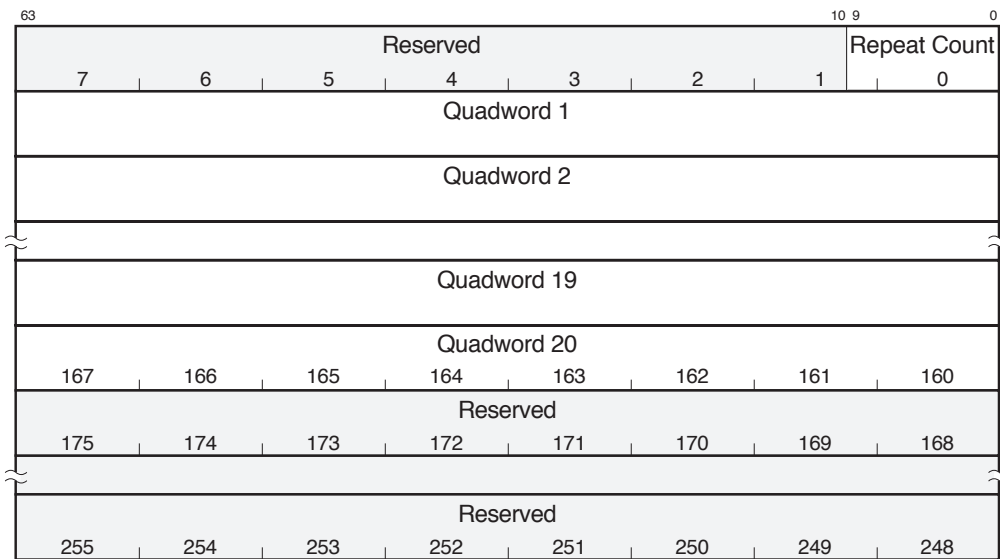 63 10 9 0
Reserved Repeat Count
7 6 5 4 3 2 1 0
Quadword 1
Quadword 2
Quadword 19
Quadword 20
167 166 165 164 163 162 161 160
Reserved
175 174 173 172 171 170 169 168
Reserved
255 254 253 252 251 250 249 248